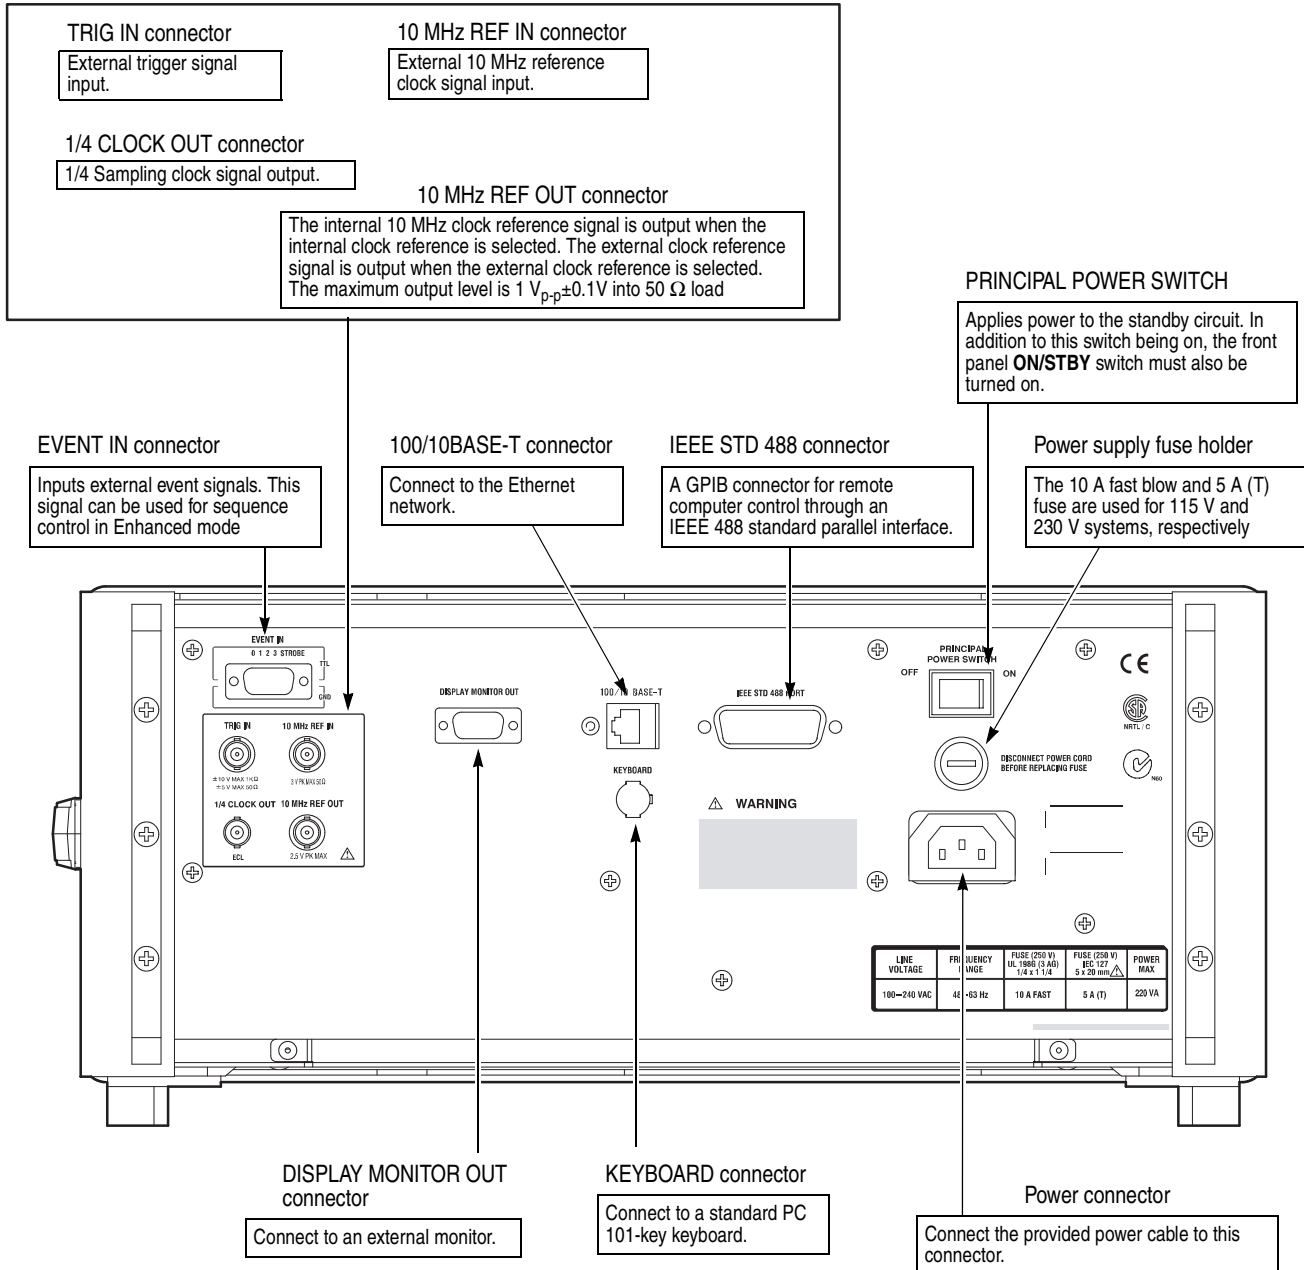 TRIG IN connector
External trigger signal
input.
10 MHz REF IN connector
External 10 MHz reference
clock signal input.
1/4 CLOCK OUT connector
1/4 Sampling clock signal output.
10 MHz REF OUT connector
The internal 10 MHz clock reference signal is output when the
internal clock reference is selected. The external clock reference
signal is output when the external clock reference is selected.
The maximum output level is 1 Vp-p±0.1V into 50 Ω load
PRINCIPAL POWER SWITCH
Applies power to the standby circuit. In
addition to this switch being on, the front
panel ON/STBY switch must also be
turned on.
EVENT IN connector
Inputs external event signals. This
signal can be used for sequence
control in Enhanced mode
100/10BASE-T connector
Connect to the Ethernet
network.
IEEE STD 488 connector
A GPIB connector for remote
computer control through an
IEEE 488 standard parallel interface.
Power supply fuse holder
The 10 A fast blow and 5 A (T)
fuse are used for 115 V and
230 V systems, respectively
EVENT IN
0 1 2 3 STROBE
TTL
GND
TRIG IN
10 MHz REF IN
±10 V MAX 1KΩ
±5 V MAX 50Ω
3 V PK MAX 50Ω
1/4 CLOCK OUT
10 MHz REF OUT
ECL
2.5 V PK MAX
DISPLAY MONITOR OUT
100/10 BASE-T
KEYBOARD
IEEE STD 488 PORT
WARNING
PRINCIPAL
POWER SWITCH
OFF
ON
DISCONNECT POWER CORD
BEFORE REPLACING FUSE
CE
NRTL / C
N60
LINE
VOLTAGE
FREQUENCY
RANGE
FUSE (250 V)
UL 198G (3 AG)
1/4 x 1 1/4
FUSE (250 V)
IEC 127
5 x 20 mm
POWER
MAX
100–240 VAC
48–63 Hz
10 A FAST
5 A (T)
220 VA
DISPLAY MONITOR OUT
connector
Connect to an external monitor.
KEYBOARD connector
Connect to a standard PC
101-key keyboard.
Power connector
Connect the provided power cable to this
connector.